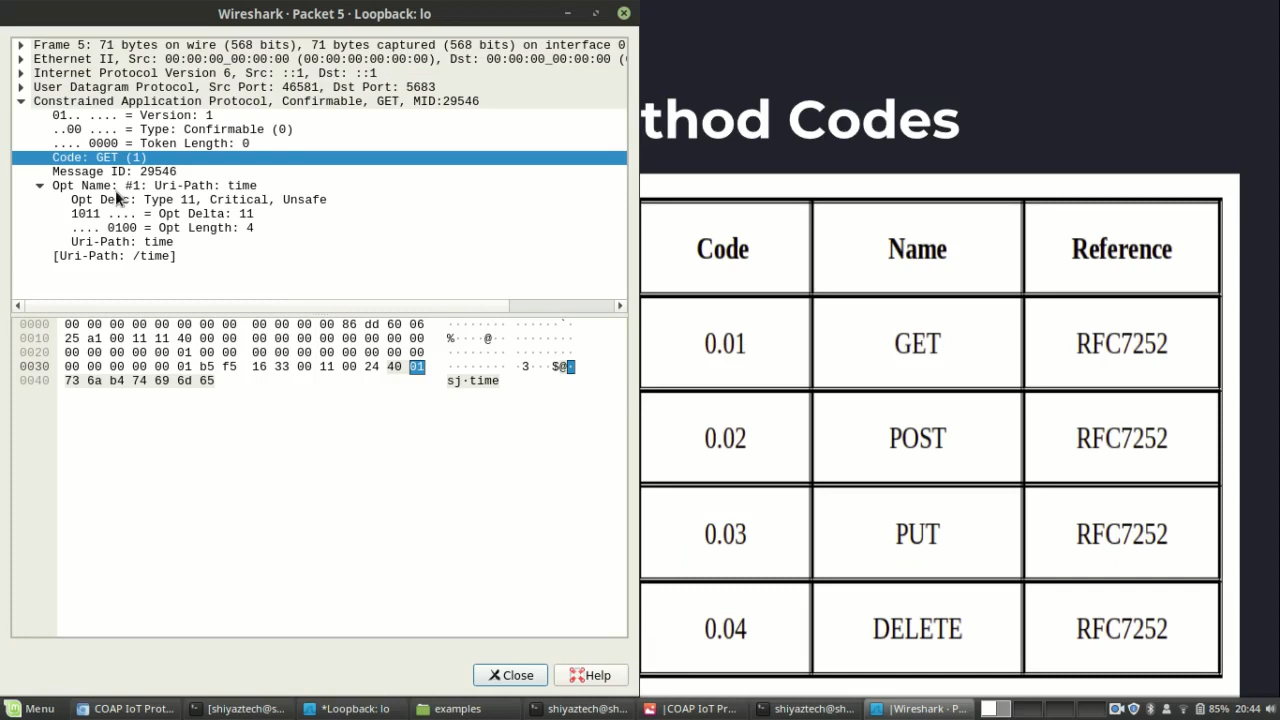 Wireshark · Packet 5 · Loopback: lo
Frame 5: 71 bytes on wire (568 bits), 71 bytes captured (568 bits) on interface 0
Ethernet II, Src: 00:00:00_00:00:00 (00:00:00:00:00:00), Dst: 00:00:00_00:00:00 (
Internet Protocol Version 6, Src: ::1, Dst: ::1
User Datagram Protocol, Src Port: 46581, Dst Port: 5683
Constrained Application Protocol, Confirmable, GET, MID:29546
01.. .... = Version: 1
..00 .... = Type: Confirmable (0)
.... 0000 = Token Length: 0
Code: GET (1)
Message ID: 29546
Opt Name: #1: Uri-Path: time
Opt Desc: Type 11, Critical, Unsafe
1011 .... = Opt Delta: 11
.... 0100 = Opt Length: 4
Uri-Path: time
[Uri-Path: /time]
0000 00 00 00 00 00 00 00 00 00 00 00 00 86 dd 60 06 ········ ······`·
0010 25 a1 00 11 11 40 00 00 00 00 00 00 00 00 00 00 %····@·· ········
0020 00 00 00 00 00 01 00 00 00 00 00 00 00 00 00 00 ········ ········
0030 00 00 00 00 00 01 b5 f5 16 33 00 11 00 24 40 01 ········ ·3···$@·
0040 73 6a b4 74 69 6d 65 sj·time
Close
Help
thod Codes
Code Name Reference
0.01 GET RFC7252
0.02 POST RFC7252
0.03 PUT RFC7252
0.04 DELETE RFC7252
Menu
COAP IoT Prot...
[shiyaztech@s...
*Loopback: lo
examples
shiyaztech@sh...
[COAP IoT Pr...
shiyaztech@sh...
[Wireshark · P...
85%
20:44